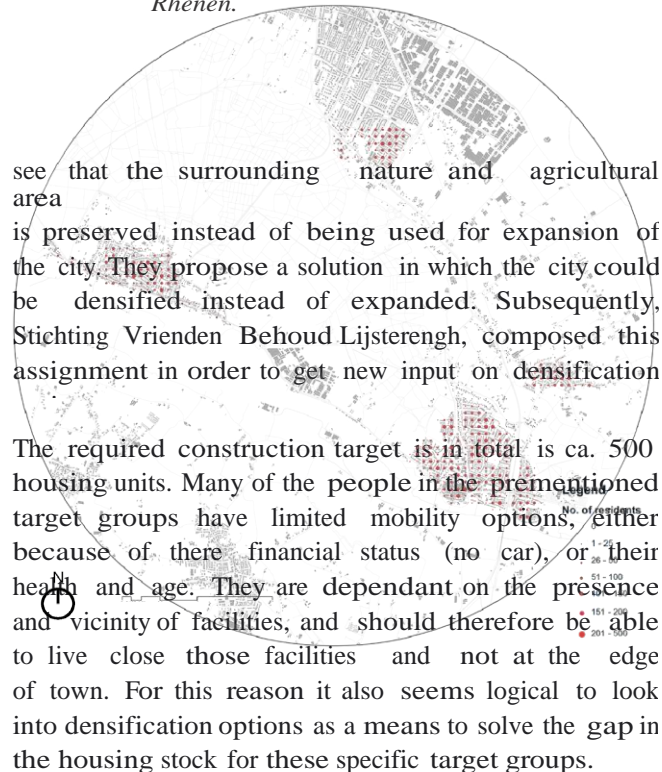 Rhenen.
see that the surrounding nature and agricultural
area
is preserved instead of being used for expansion of
the city. They propose a solution in which the city could
be densified instead of expanded. Subsequently,
Stichting Vrienden Behoud Lijsterengh, composed this
assignment in order to get new input on densification
.
The required construction target is in total is ca. 500
housing units. Many of the people in the prementioned
target groups have limited mobility options, either
because of there financial status (no car), or their
health and age. They are dependant on the presence
and vicinity of facilities, and should therefore be able
to live close those facilities and not at the edge
of town. For this reason it also seems logical to look
into densification options as a means to solve the gap in
the housing stock for these specific target groups.
Legend
No. of residents
1 - 25
51 - 100
151 - 200
201 - 500
N